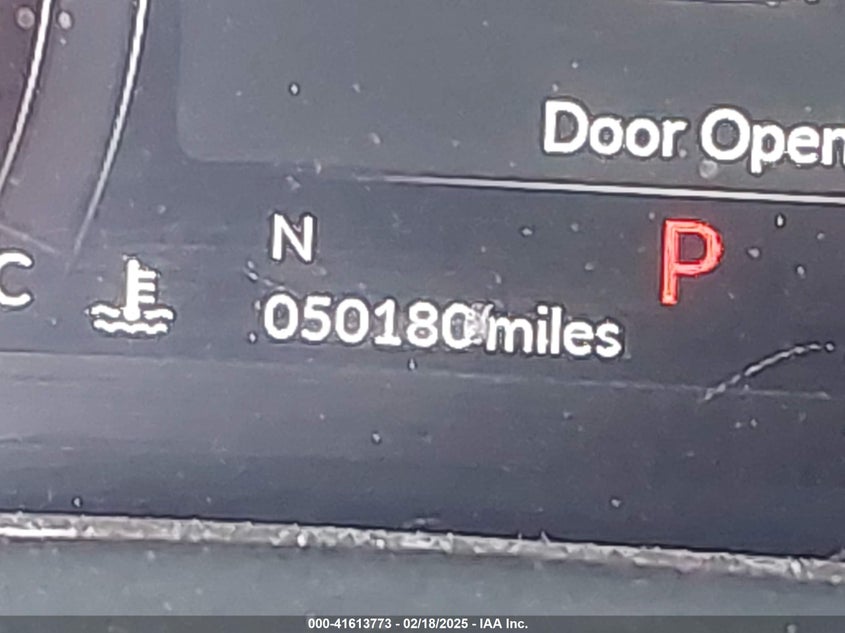 Door Open
N
P
C
050180 miles
000-41613773 - 02/18/2025 - IAA Inc.